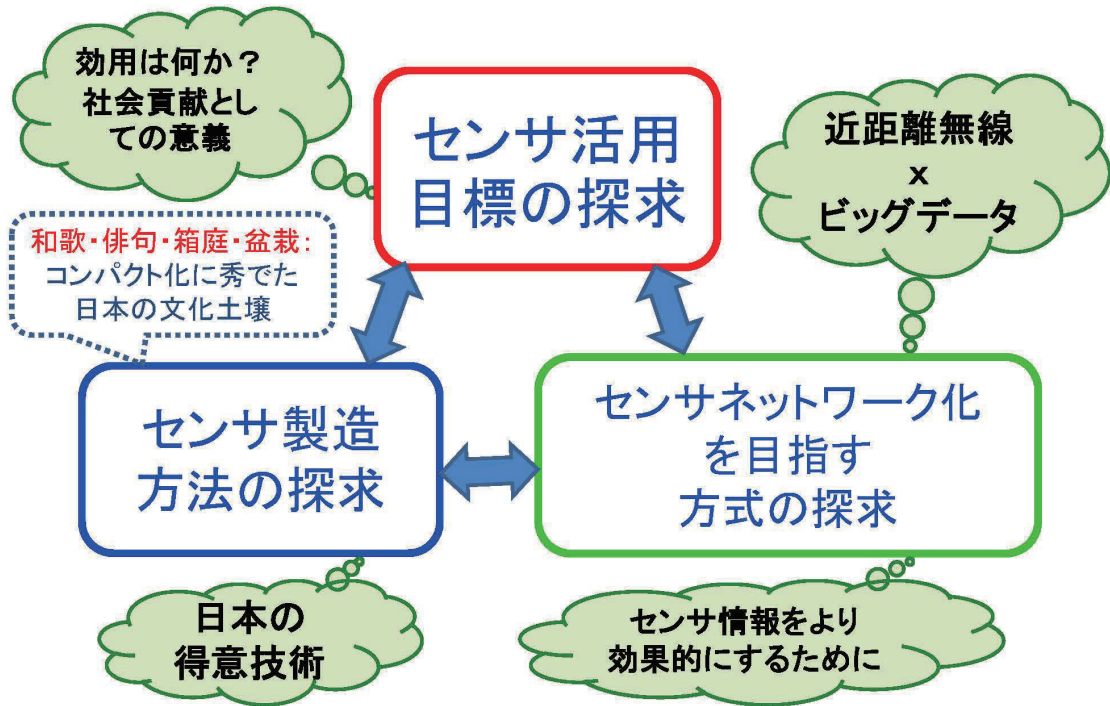 効用は何か？
社会貢献とし
ての意義
センサ活用
目標の探求
近距離無線
x
ビッグデータ
和歌・俳句・箱庭・盆栽:
コンパクト化に秀でた
日本の文化土壌
センサ製造
方法の探求
センサネットワーク化
を目指す
方式の探求
日本の
得意技術
センサ情報をより
効果的にするために